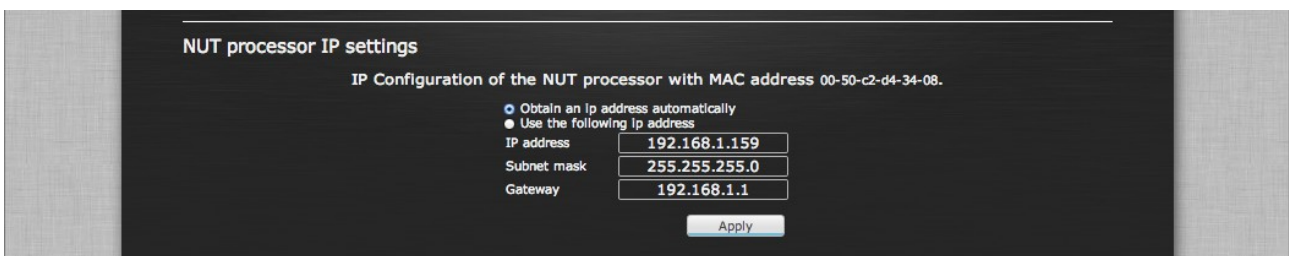 NUT processor IP settings
IP Configuration of the NUT processor with MAC address 00-50-c2-d4-34-08.
Obtain an ip address automatically
Use the following ip address
IP address 192.168.1.159
Subnet mask 255.255.255.0
Gateway 192.168.1.1
Apply